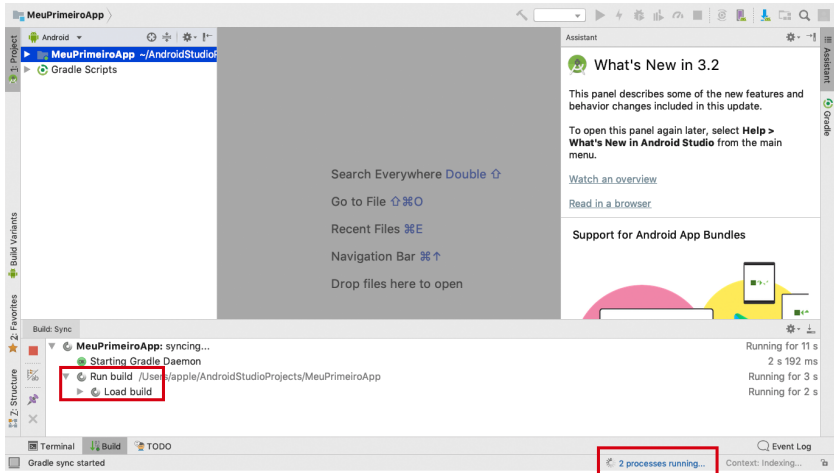 MeuPrimeiroApp
Android
1: Project
MeuPrimeiroApp ~/AndroidStudioP
Gradle Scripts
Build Variants
2: Favorites
7: Structure
Search Everywhere Double ⇧
Go to File ⇧⌘O
Recent Files ⌘E
Navigation Bar ⌘↑
Drop files here to open
Assistant
What's New in 3.2
This panel describes some of the new features and
behavior changes included in this update.
To open this panel again later, select Help >
What's New in Android Studio from the main
menu.
Watch an overview
Read in a browser
Support for Android App Bundles
Assistant
Gradle
Build: Sync
MeuPrimeiroApp: syncing... Running for 11 s
Starting Gradle Daemon 2 s 192 ms
Run build /Users/apple/AndroidStudioProjects/MeuPrimeiroApp Running for 3 s
Load build Running for 2 s
Terminal Build TODO Event Log
Gradle sync started 2 processes running... Context: Indexing...